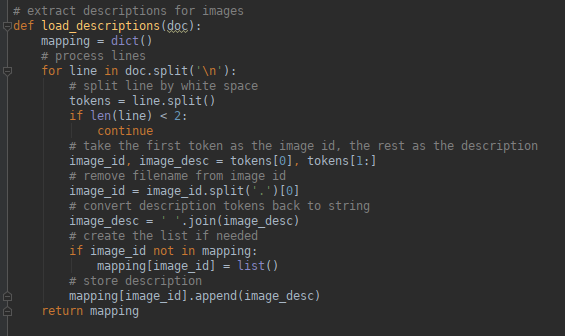 # extract descriptions for images
def load_descriptions(doc):
    mapping = dict()
    # process lines
    for line in doc.split('\n'):
        # split line by white space
        tokens = line.split()
        if len(line) < 2:
            continue
        # take the first token as the image id, the rest as the description
        image_id, image_desc = tokens[0], tokens[1:]
        # remove filename from image id
        image_id = image_id.split('.')[0]
        # convert description tokens back to string
        image_desc = ' '.join(image_desc)
        # create the list if needed
        if image_id not in mapping:
            mapping[image_id] = list()
        # store description
        mapping[image_id].append(image_desc)
    return mapping